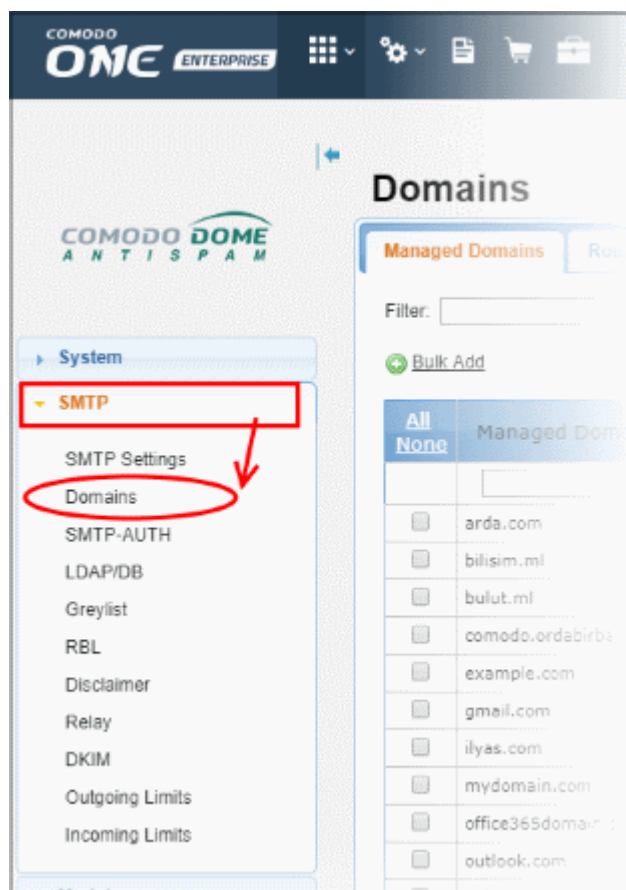 COMODO
ONE ENTERPRISE
COMODO DOME
ANTISPAM
System
SMTP
SMTP Settings
Domains
SMTP-AUTH
LDAP/DB
Greylist
RBL
Disclaimer
Relay
DKIM
Outgoing Limits
Incoming Limits
Domains
Managed Domains
Filter:
Bulk Add
All
None
Managed
arda.com
bilisim.ml
bulut.ml
example.com
gmail.com
ilyas.com
mydomain.com
outlook.com